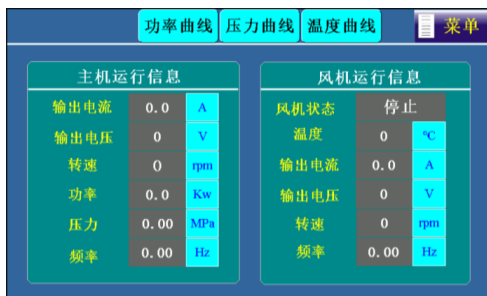 功率曲线 压力曲线 温度曲线 菜单
主机运行信息
输出电流 0.0 A
输出电压 0 V
转速 0 rpm
功率 0.0 Kw
压力 0.00 MPa
频率 0.00 Hz
风机运行信息
风机状态 停止
温度 0 ℃
输出电流 0.0 A
输出电压 0 V
转速 0 rpm
频率 0.00 Hz